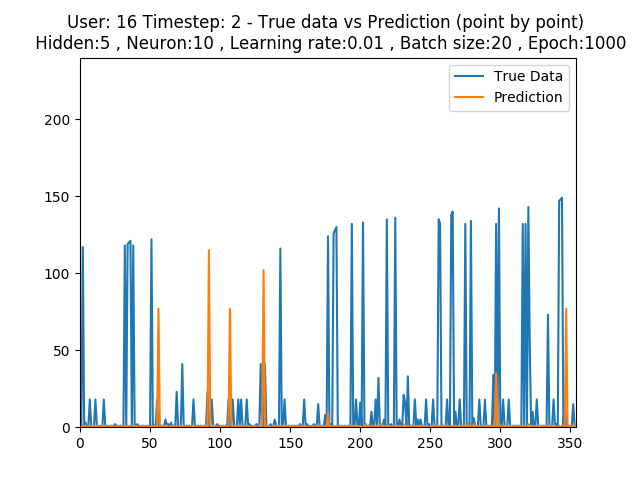 User: 16 Timestep: 2 - True data vs Prediction (point by point)
Hidden:5 , Neuron:10 , Learning rate:0.01 , Batch size:20 , Epoch:1000
True Data
Prediction
200
150
100
50
0
0 50 100 150 200 250 300 350